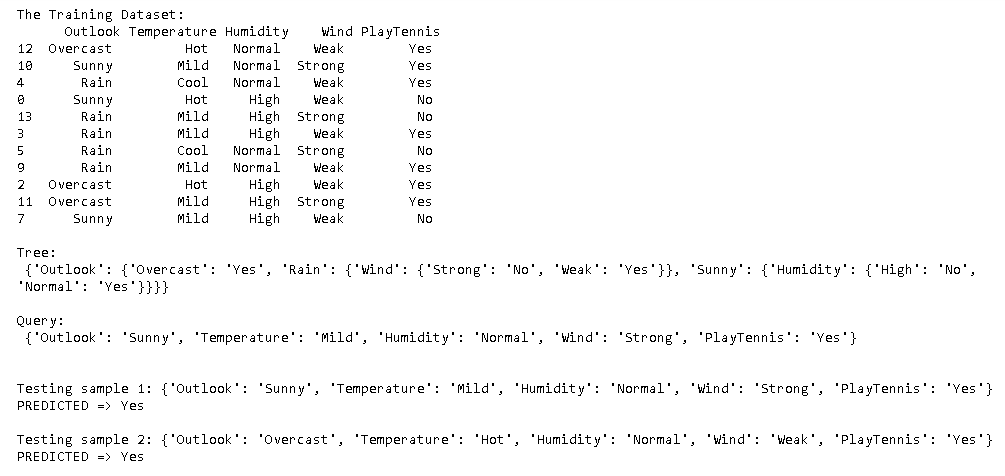 The Training Dataset:
Outlook Temperature Humidity Wind PlayTennis
12 Overcast Hot Normal Weak Yes
10 Sunny Mild Normal Strong Yes
4 Rain Cool Normal Weak Yes
0 Sunny Hot High Weak No
13 Rain Mild High Strong No
3 Rain Mild High Weak Yes
5 Rain Cool Normal Strong No
9 Rain Mild Normal Weak Yes
2 Overcast Hot High Weak Yes
11 Overcast Mild High Strong Yes
7 Sunny Mild High Weak No
Tree:
{'Outlook': {'Overcast': 'Yes', 'Rain': {'Wind': {'Strong': 'No', 'Weak': 'Yes'}}, 'Sunny': {'Humidity': {'High': 'No',
'Normal': 'Yes'}}}}
Query:
{'Outlook': 'Sunny', 'Temperature': 'Mild', 'Humidity': 'Normal', 'Wind': 'Strong', 'PlayTennis': 'Yes'}
Testing sample 1: {'Outlook': 'Sunny', 'Temperature': 'Mild', 'Humidity': 'Normal', 'Wind': 'Strong', 'PlayTennis': 'Yes'}
PREDICTED => Yes
Testing sample 2: {'Outlook': 'Overcast', 'Temperature': 'Hot', 'Humidity': 'Normal', 'Wind': 'Weak', 'PlayTennis': 'Yes'}
PREDICTED => Yes